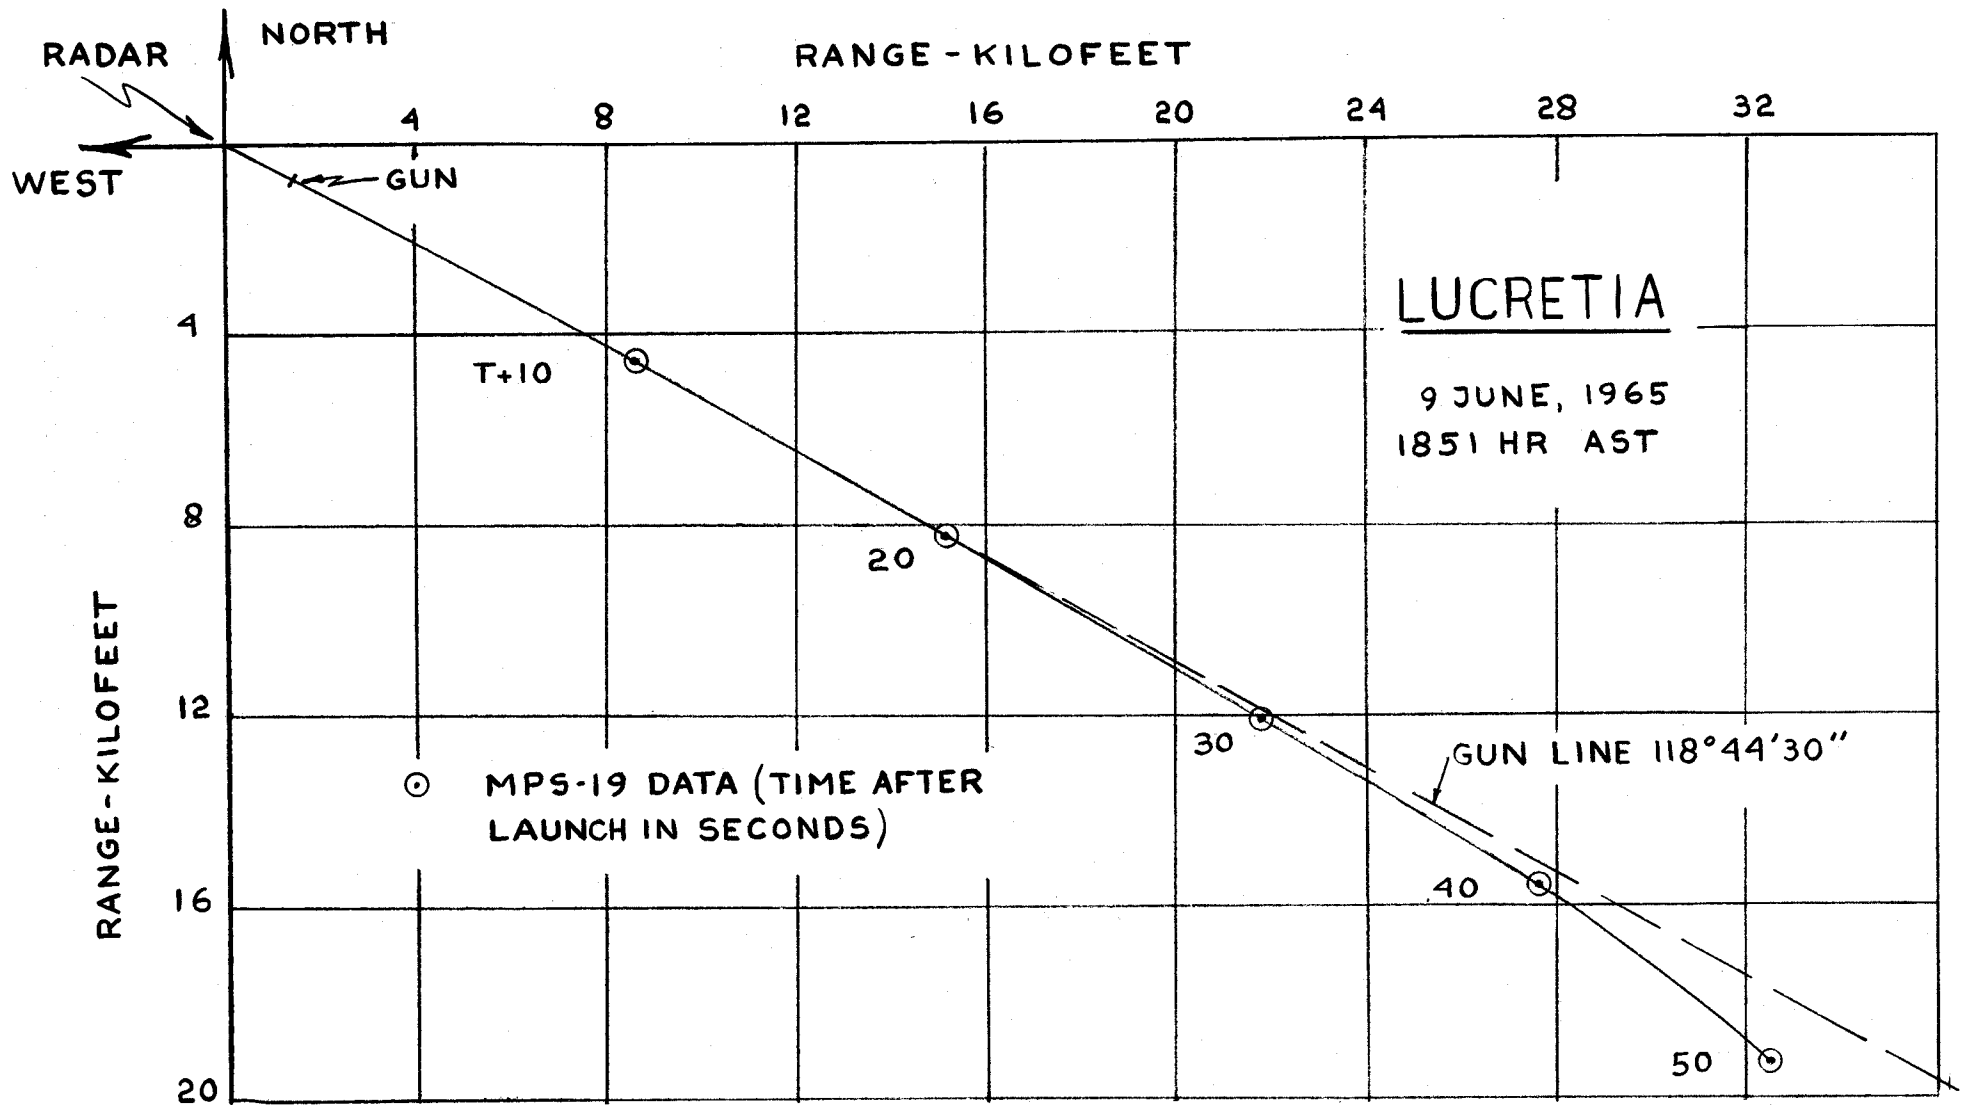 NORTH
RADAR
RANGE-KILOFEET
4 8 12 16 20 24 28 32
WEST
GUN
LUCRETIA
4
T+10
9 JUNE, 1965
1851 HR AST
8
20
12
30
GUN LINE 118°44'30"
MPS-19 DATA (TIME AFTER
LAUNCH IN SECONDS)
RANGE-KILOFEET
40
16
50
20